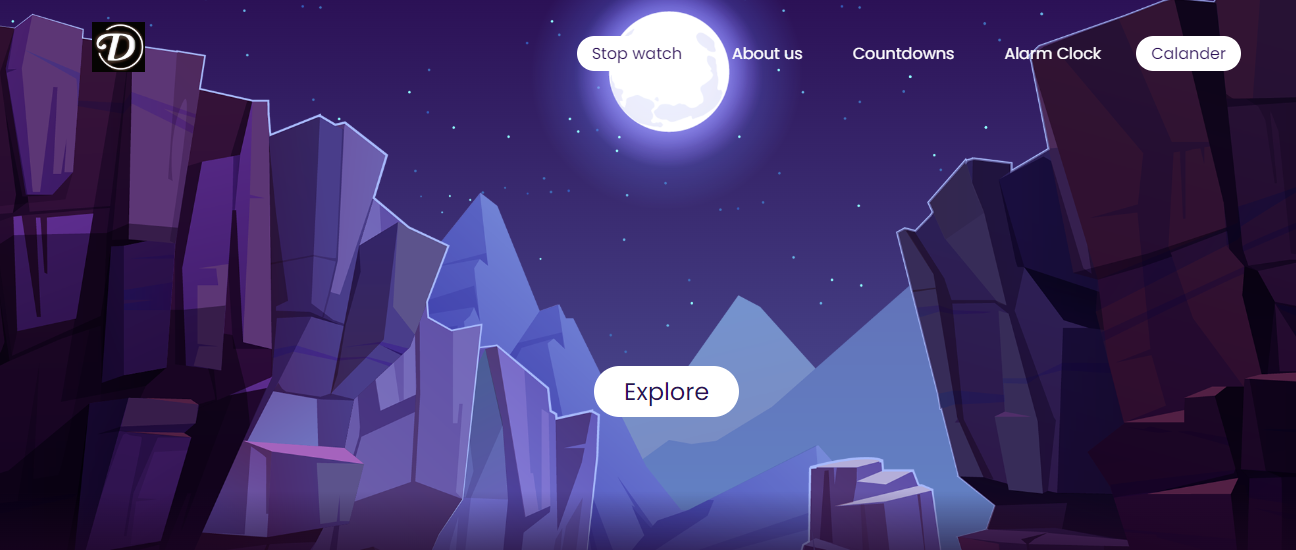 D
Stop watch
About us
Countdowns
Alarm Clock
Calander
Explore